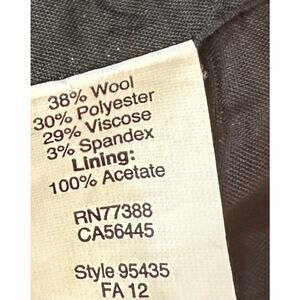 38% Wool
30% Polyester
29% Viscose
3% Spandex
Lining:
100% Acetate
RN77388
CA56445
Style 95435
FA 12